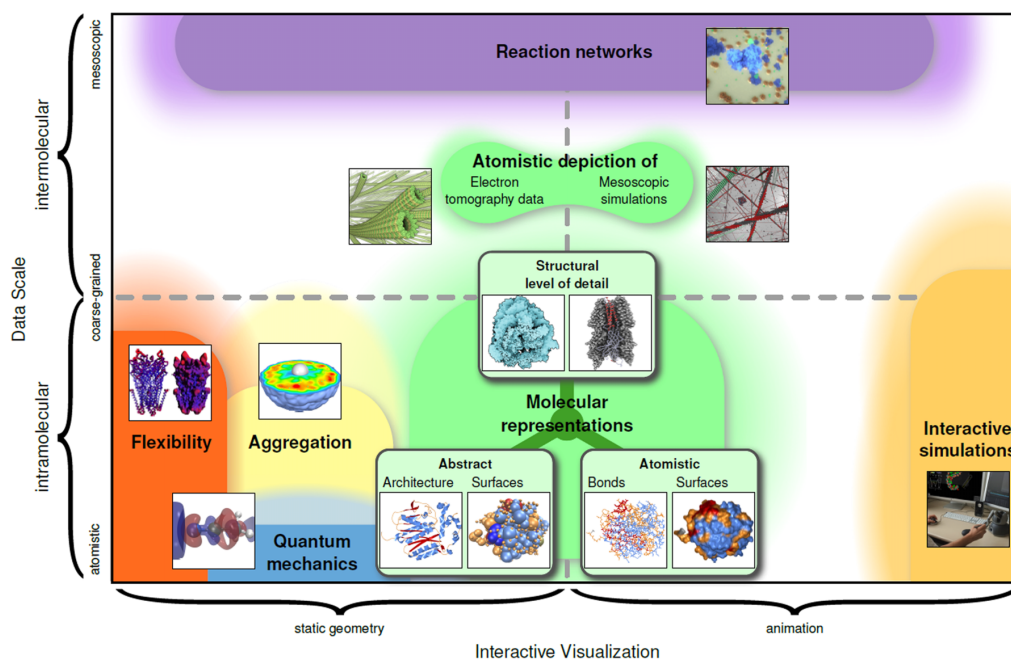 mesoscopic
Reaction networks
intermolecular
Atomistic depiction of
Electron
tomography data
Mesoscopic
simulations
Structural
level of detail
coarse-grained
Data Scale
Molecular
representations
Flexibility
Aggregation
Interactive
simulations
intramolecular
Abstract
Architecture
Surfaces
Atomistic
Bonds
Surfaces
Quantum
mechanics
atomistic
static geometry
animation
Interactive Visualization